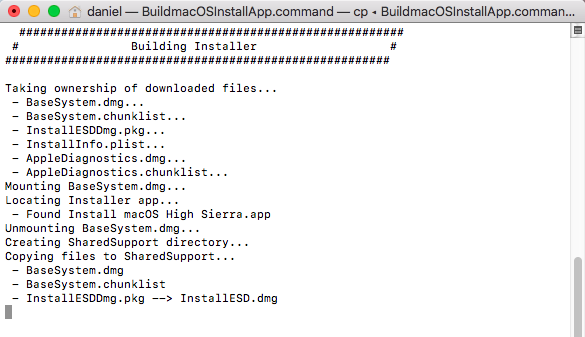 daniel — BuildmacOSInstallApp.command — cp ◂ BuildmacOSInstallApp.comman...
#######################################################
# Building Installer #
#######################################################
Taking ownership of downloaded files...
- BaseSystem.dmg...
- BaseSystem.chunklist...
- InstallESDDmg.pkg...
- InstallInfo.plist...
- AppleDiagnostics.dmg...
- AppleDiagnostics.chunklist...
Mounting BaseSystem.dmg...
Locating Installer app...
- Found Install macOS High Sierra.app
Unmounting BaseSystem.dmg...
Creating SharedSupport directory...
Copying files to SharedSupport...
- BaseSystem.dmg
- BaseSystem.chunklist
- InstallESDDmg.pkg --> InstallESD.dmg